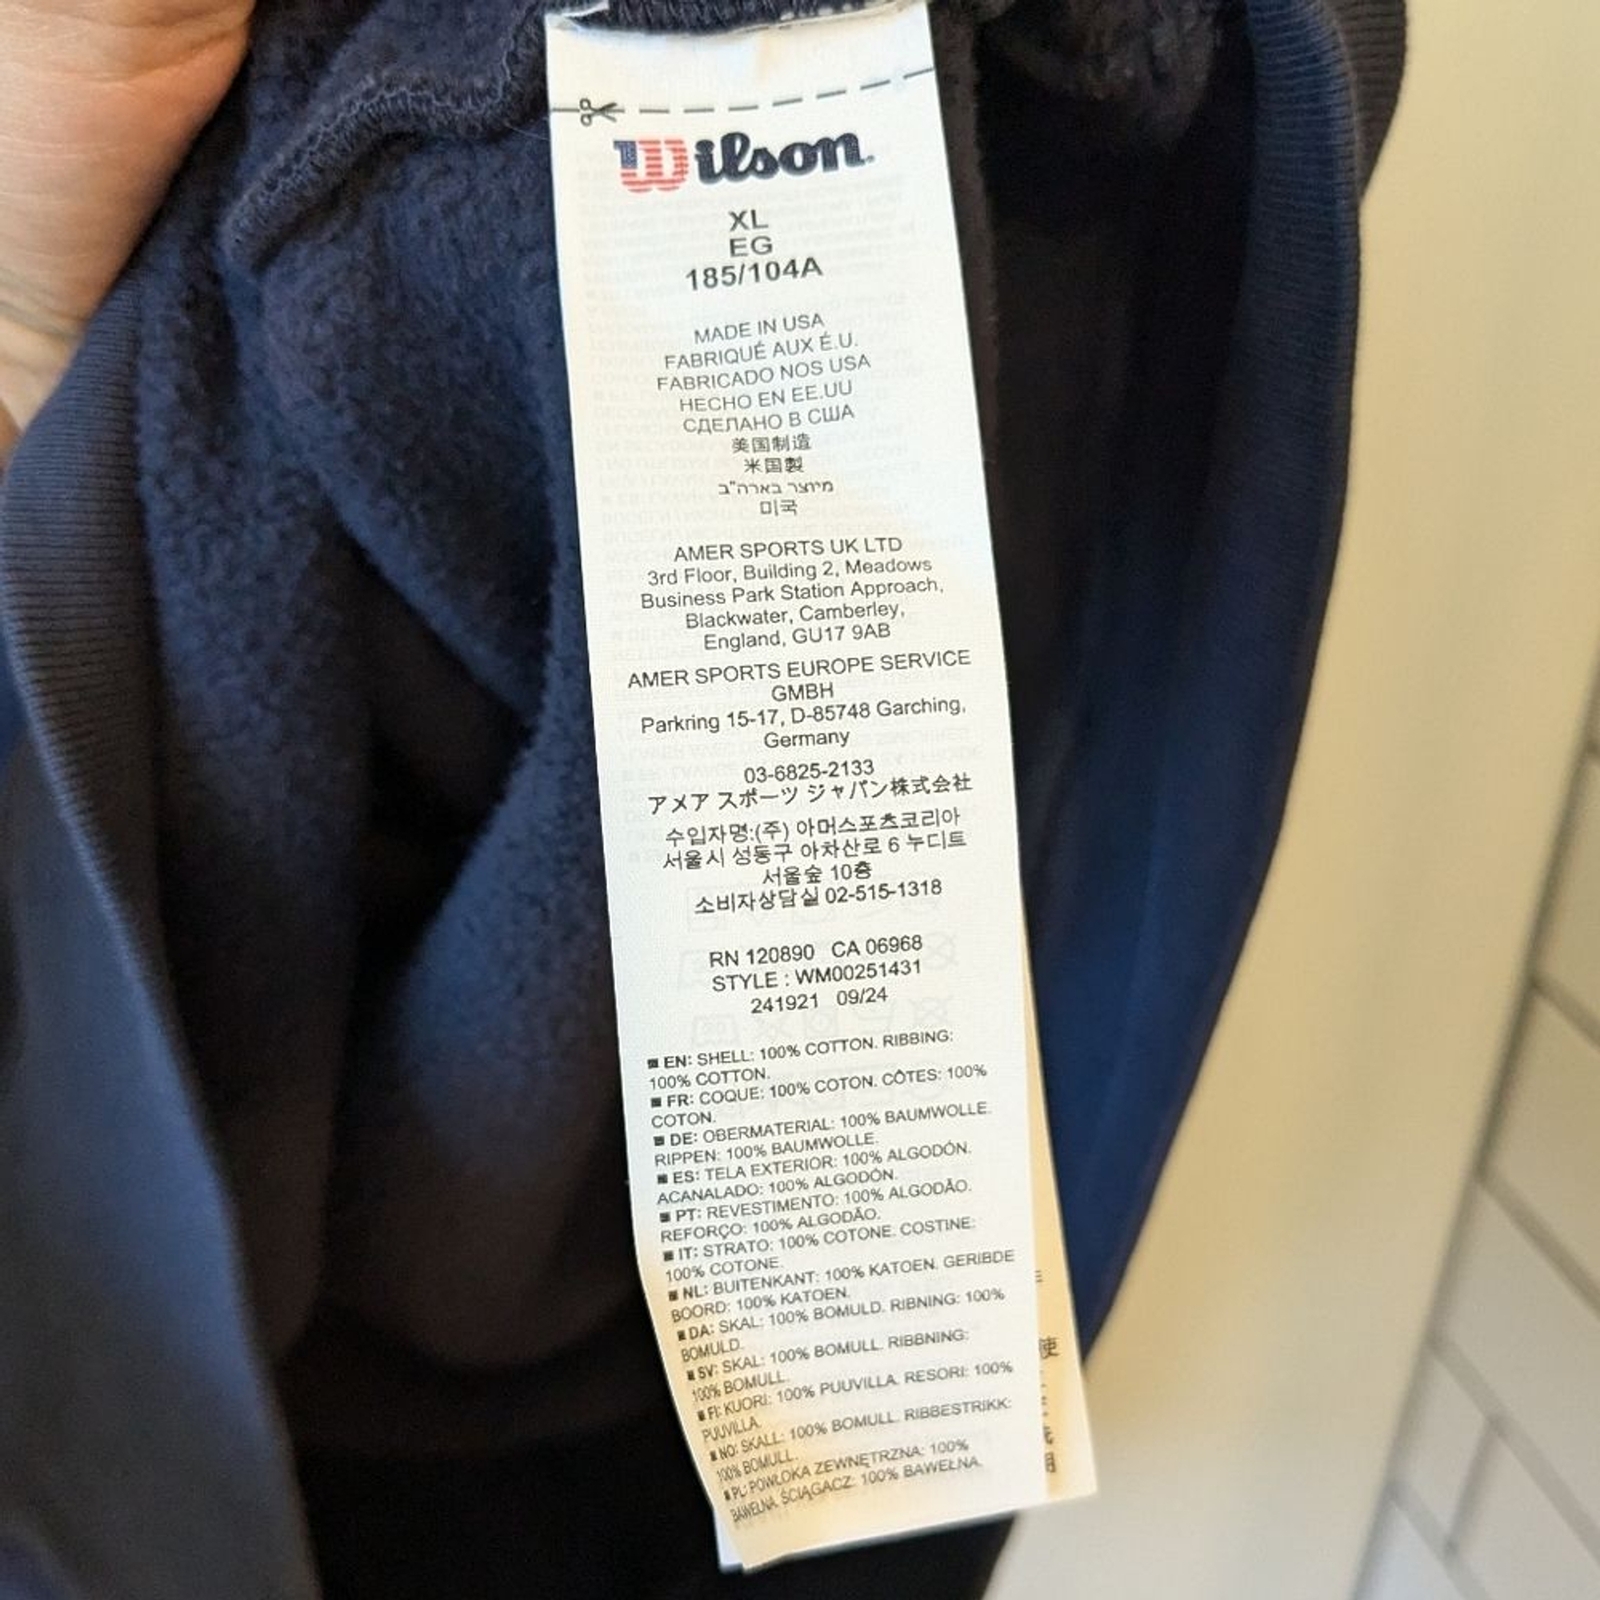 Wilson
XL
EG
185/104A
MADE IN USA
FABRIQUÉ AUX É.U.
FABRICADO NOS USA
HECHO EN EE.UU
СДЕЛАНО В США
美国制造
米国製
מיוצר בארה"ב
미국
AMER SPORTS UK LTD
3rd Floor, Building 2, Meadows
Business Park Station Approach,
Blackwater, Camberley,
England, GU17 9AB
AMER SPORTS EUROPE SERVICE
GMBH
Parkring 15-17, D-85748 Garching,
Germany
03-6825-2133
アメア スポーツ ジャパン株式会社
수입자명:(주) 아머스포츠코리아
서울시 성동구 아차산로 6 누디트
서울숲 10층
소비자상담실 02-515-1318
RN 120890 CA 06968
STYLE : WM00251431
241921 09/24
■ EN: SHELL: 100% COTTON. RIBBING:
100% COTTON.
■ FR: COQUE: 100% COTON. CÔTES: 100%
COTON.
■ DE: OBERMATERIAL: 100% BAUMWOLLE.
RIPPEN: 100% BAUMWOLLE.
■ ES: TELA EXTERIOR: 100% ALGODÓN.
ACANALADO: 100% ALGODÓN.
■ PT: REVESTIMENTO: 100% ALGODÃO.
REFORÇO: 100% ALGODÃO.
■ IT: STRATO: 100% COTONE. COSTINE:
100% COTONE.
■ NL: BUITENKANT: 100% KATOEN. GERIBDE
BOORD: 100% KATOEN.
■ DA: SKAL: 100% BOMULD. RIBNING: 100%
BOMULD.
■ SV: SKAL: 100% BOMULL. RIBBNING:
100% BOMULL.
■ FI: KUORI: 100% PUUVILLA. RESORI: 100%
PUUVILLA.
■ NO: SKALL: 100% BOMULL. RIBBESTRIKK:
100% BOMULL.
■ PL: POWŁOKA ZEWNĘTRZNA: 100%
BAWEŁNA. ŚCIĄGACZ: 100% BAWEŁNA.
使
用